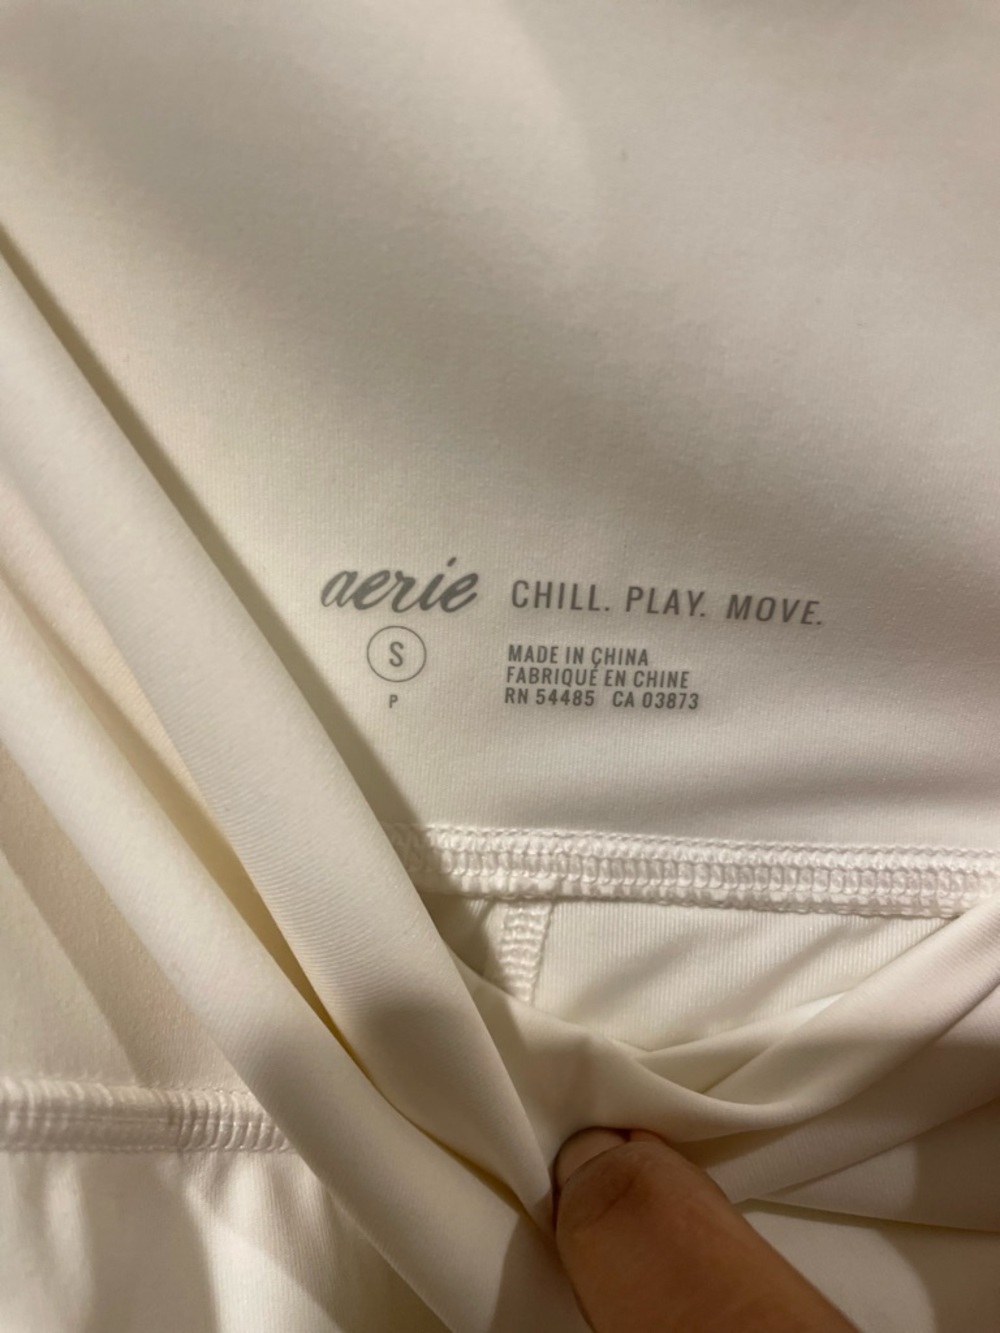 aerie CHILL. PLAY. MOVE.
S
P
MADE IN CHINA
FABRIQUÉ EN CHINE
RN 54485 CA 03873